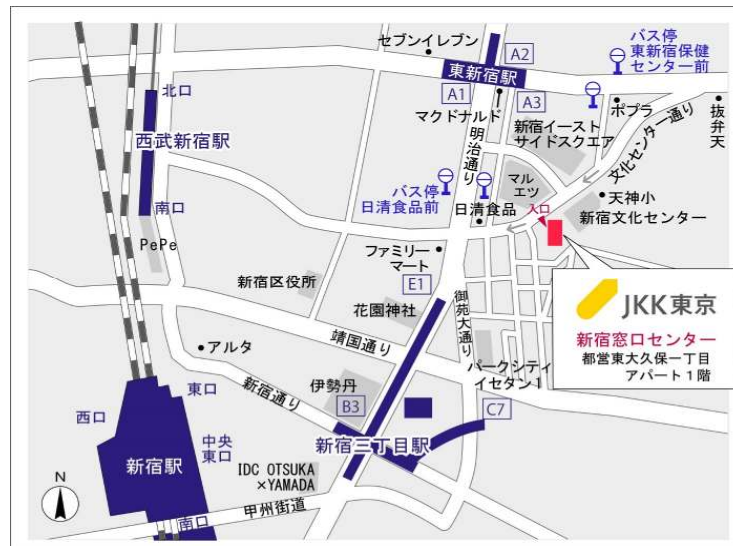 セブンイレブン
A2
バス停
東新宿保健
センター前
東新宿駅
北口
A1
A3
マクドナルド
ポプラ
抜弁天
西武新宿駅
明治通り
新宿イースト
サイドスクエア
文化センター通り
マル
エツ
バス停
日清食品前
日清食品
入口
天神小
新宿文化センター
南口
PePe
ファミリー
マート
新宿区役所
E1
花園神社
御苑大通り
JKK東京
新宿窓口センター
都営東大久保一丁目
アパート1階
靖国通り
アルタ
パークシティ
イセタン1
新宿通り
伊勢丹
B3
C7
東口
西口
中央
東口
新宿三丁目駅
新宿駅
IDC OTSUKA
×YAMADA
N
甲州街道
南口